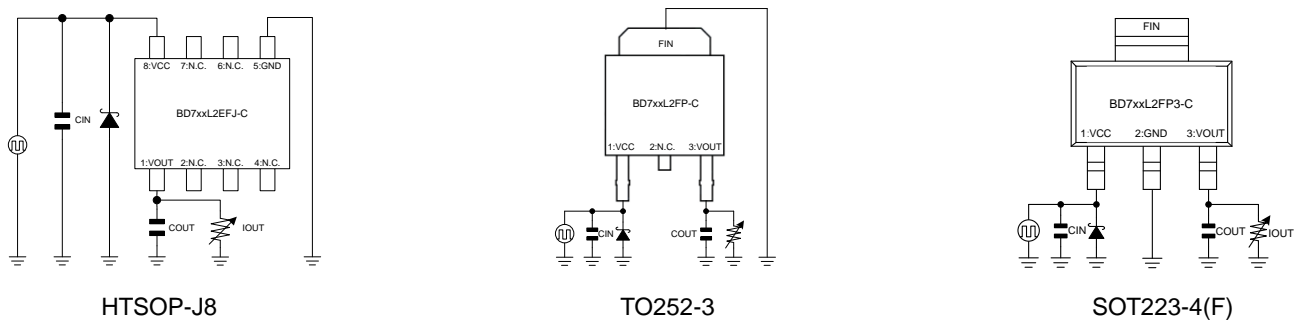 8:VCC 7:N.C. 6:N.C. 5:GND
BD7xxL2EFJ-C
CIN
1:VOUT 2:N.C. 3:N.C. 4:N.C.
COUT IOUT
HTSOP-J8
FIN
BD7xxL2FP-C
1:VCC 2:N.C. 3:VOUT
CIN COUT
TO252-3
FIN
BD7xxL2FP3-C
1:VCC 2:GND 3:VOUT
CIN COUT IOUT
SOT223-4(F)